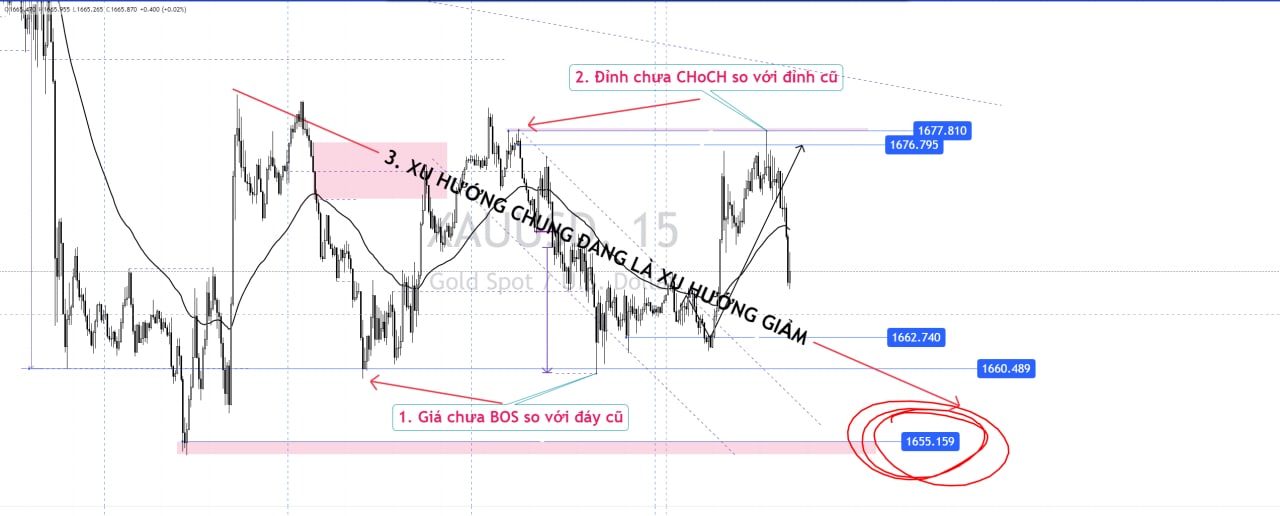 O1665.470 H1665.955 L1665.265 C1665.870 +0.400 (+0.02%)
2. Đỉnh chưa CHoCH so với đỉnh cũ
1677.810
1676.795
3. XU HƯỚNG CHUNG ĐANG LÀ XU HƯỚNG GIẢM
XAUUSD, 15
Gold Spot / U.S. Dollar
1662.740
1660.489
1. Giá chưa BOS so với đáy cũ
1655.159